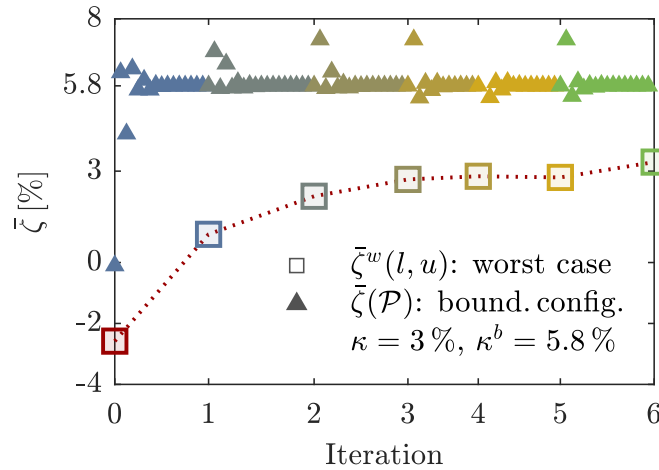 8
5.8
3
0
-2
-4
ζ̄ [%]
ζ̄ʷ(l, u): worst case
ζ̄(𝒫): bound. config.
κ = 3 %, κᵇ = 5.8 %
0 1 2 3 4 5 6
Iteration